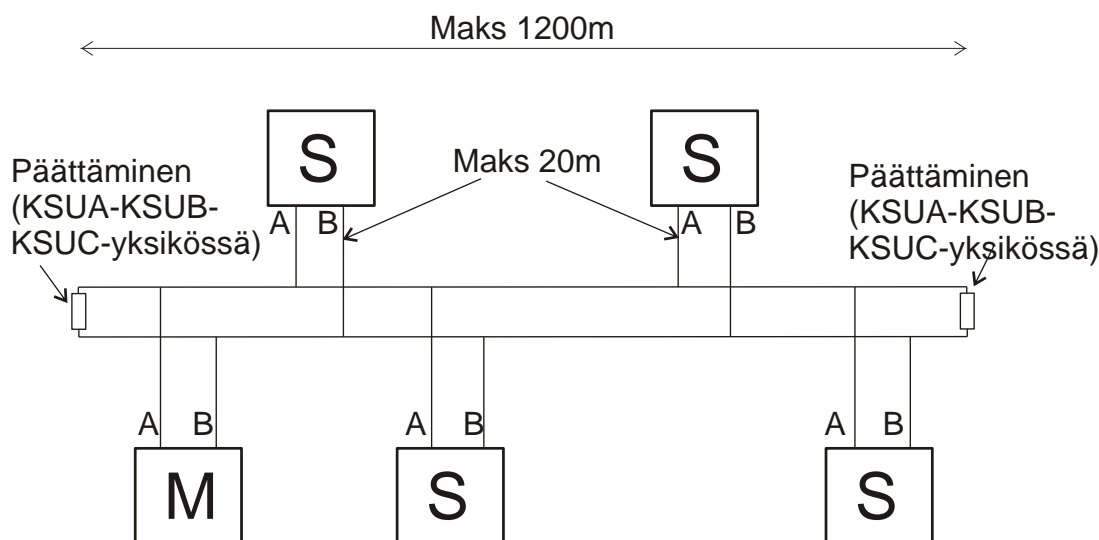 Maks 1200m
S
S
Päättäminen
(KSUA-KSUB-
KSUC-yksikössä)
Maks 20m
Päättäminen
(KSUA-KSUB-
KSUC-yksikössä)
A B
A B
A B
A B
A B
M
S
S